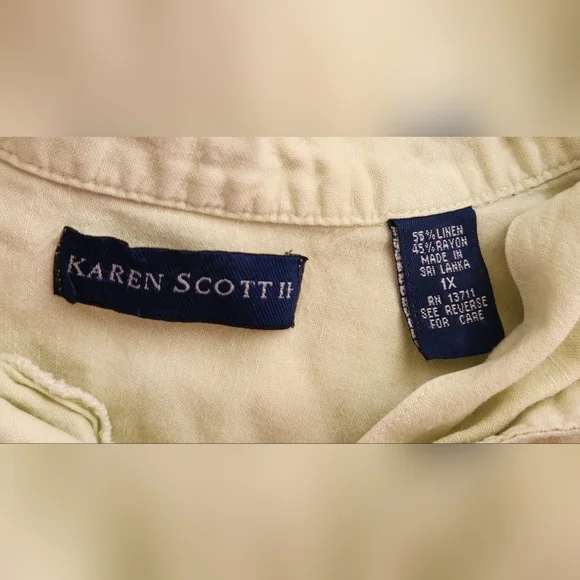 KAREN SCOTT II
55% LINEN
45% RAYON
MADE IN
SRI LANKA
1X
RN 13711
SEE REVERSE
FOR CARE